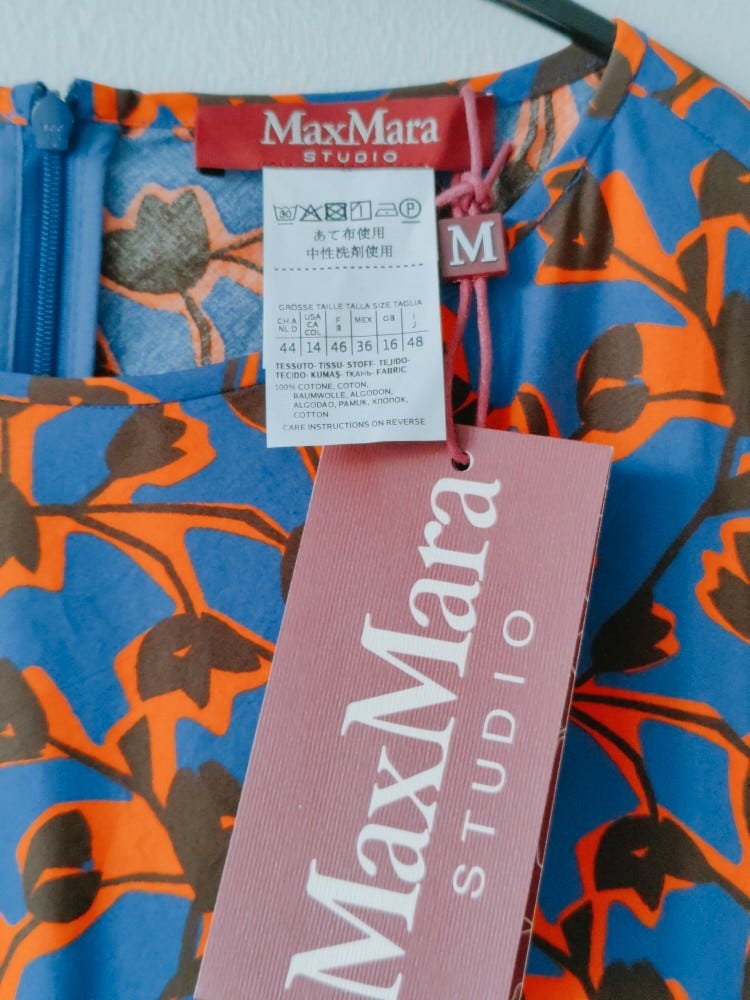 MaxMara
STUDIO
M
30
P
あて布使用
中性洗剤使用
GRÖSSE TAILLE TALLA SIZE TAGLIA
CH A NL D USA CA COL F B MEX GB I J
44 14 46 36 16 48
TESSUTO- TISSU- STOFF- TEJIDO-
TECIDO- KUMAŞ- ТКАНЬ- FABRIC
100% COTONE, COTON,
BAUMWOLLE, ALGODON,
ALGODAO, PAMUK, ХЛОПОК,
COTTON
CARE INSTRUCTIONS ON REVERSE
MaxMara
STUDIO